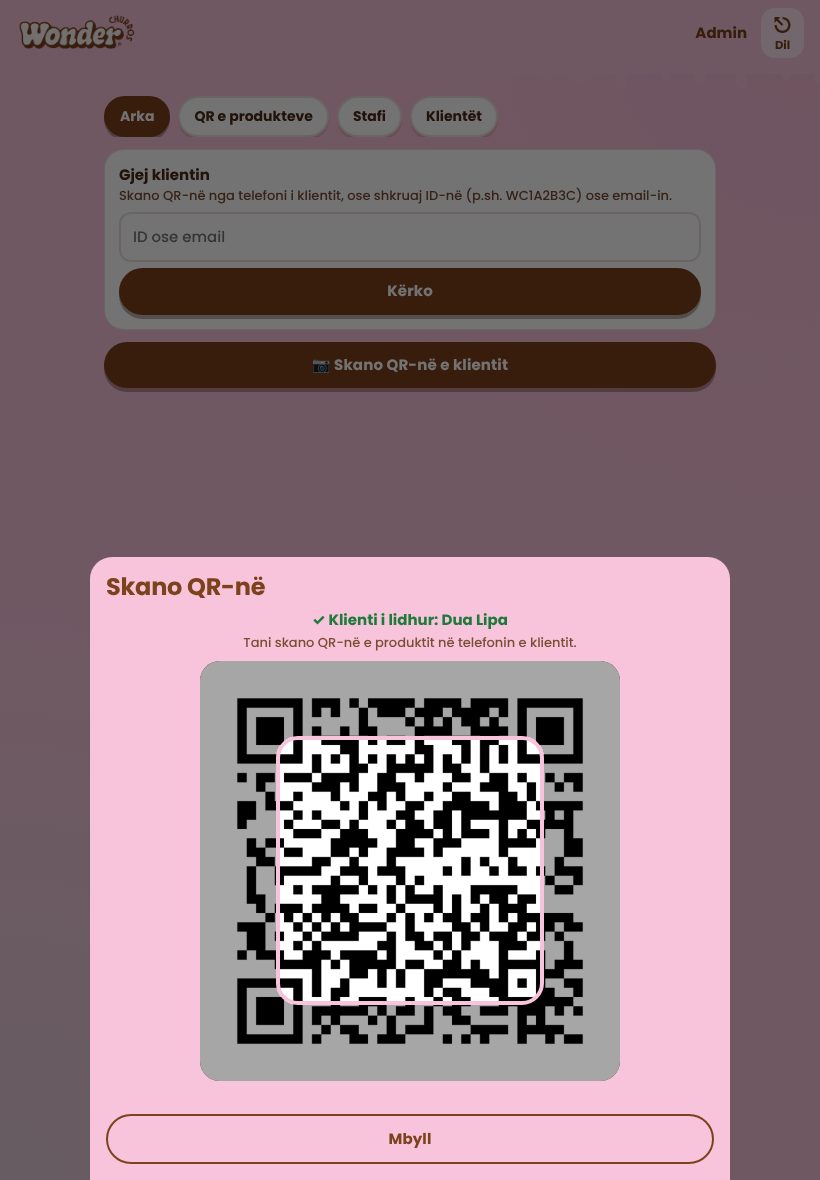 Wonder CHURROS
Admin
Dil
Arka
QR e produkteve
Stafi
Klientët
Gjej klientin
Skano QR-në nga telefoni i klientit, ose shkruaj ID-në (p.sh. WC1A2B3C) ose email-in.
ID ose email
Kërko
📷 Skano QR-në e klientit
Skano QR-në
✓ Klienti i lidhur: Dua Lipa
Tani skano QR-në e produktit në telefonin e klientit.
Mbyll